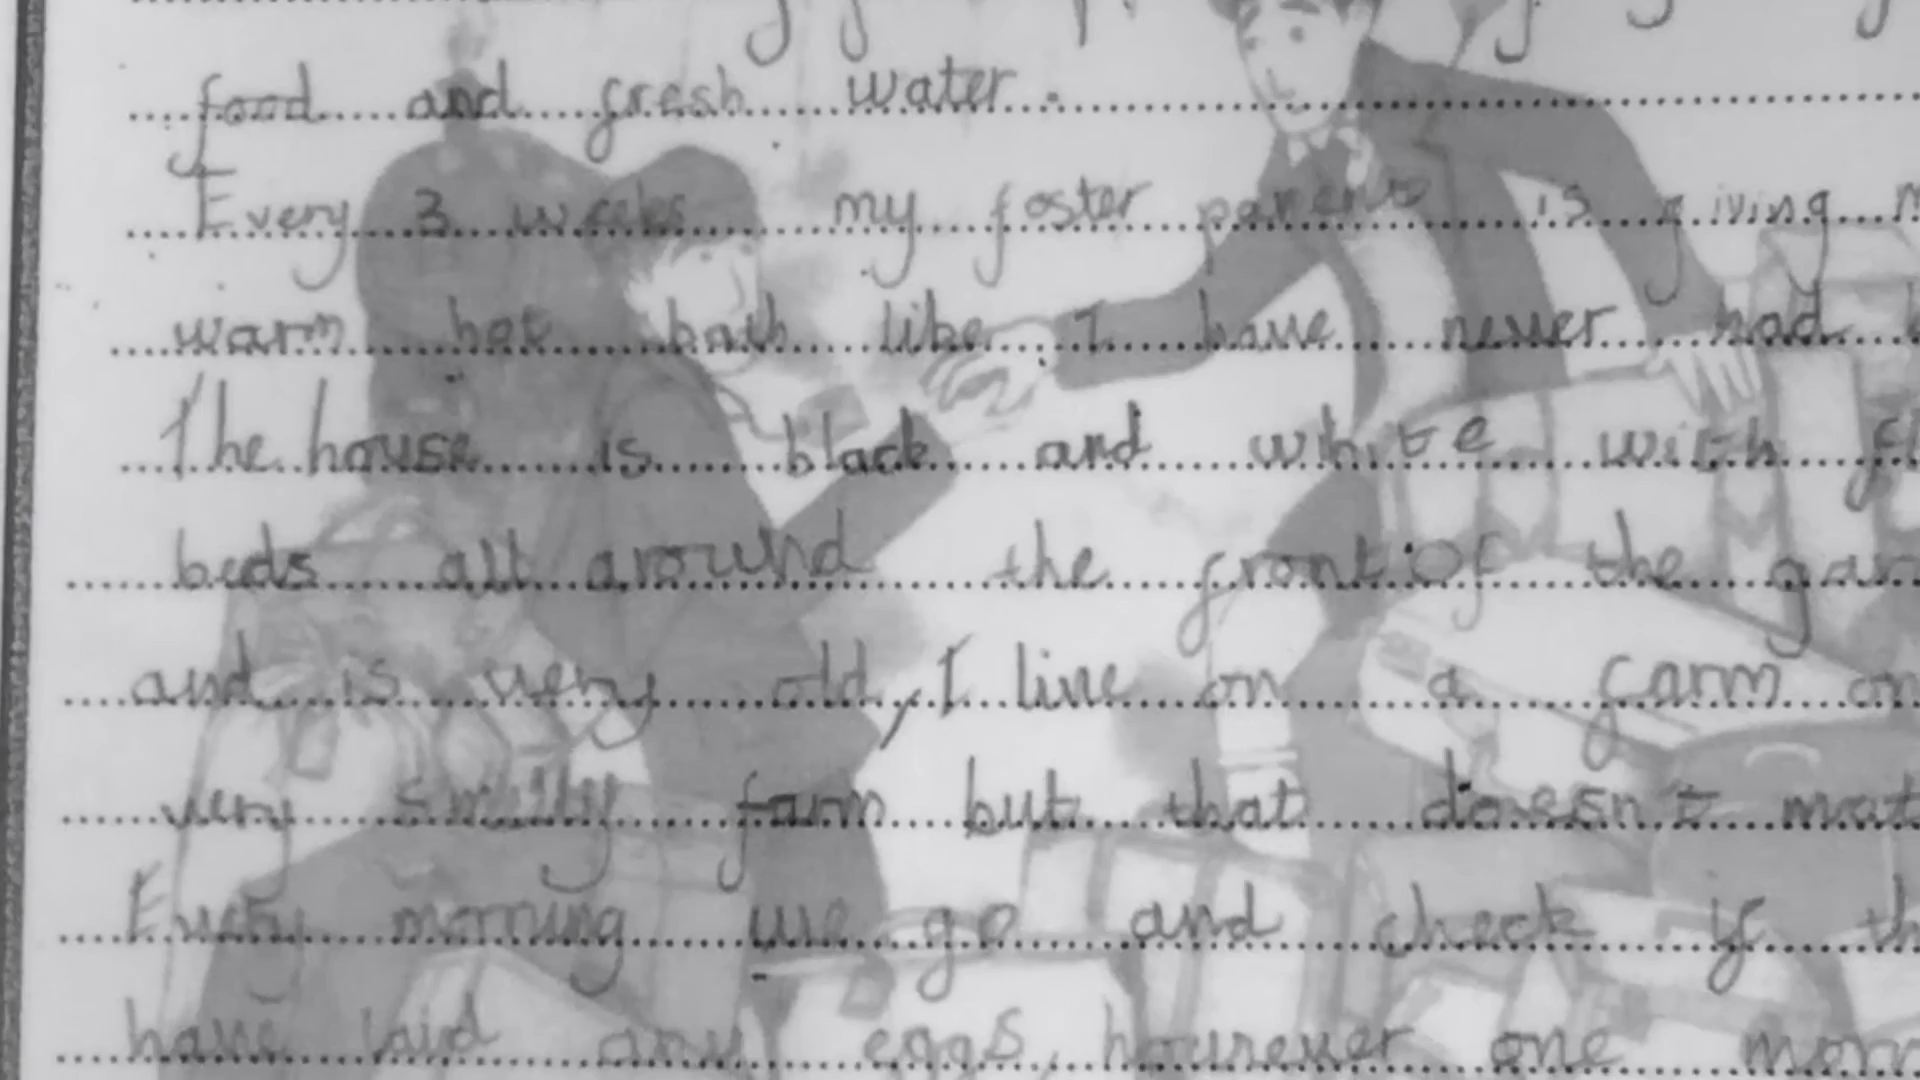 food and fresh water.
Every 3 weeks my foster parents is giving
warm hot bath like I have never had
The house is black and white with
beds all around the front of the
and is very old, I live on a farm
very smelly farm but that doesn't
Every morning we go and check if
have laid any eggs, however one